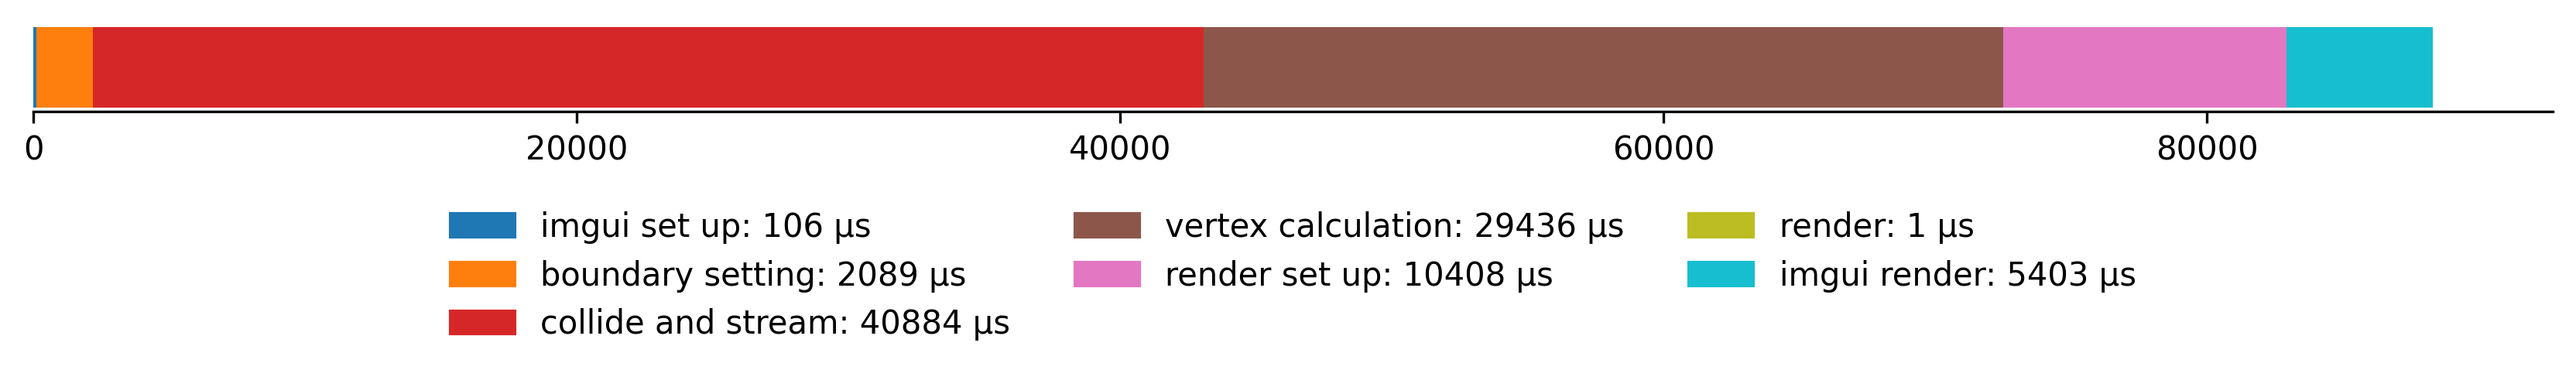 0 20000 40000 60000 80000
imgui set up: 106 µs
boundary setting: 2089 µs
collide and stream: 40884 µs
vertex calculation: 29436 µs
render set up: 10408 µs
render: 1 µs
imgui render: 5403 µs